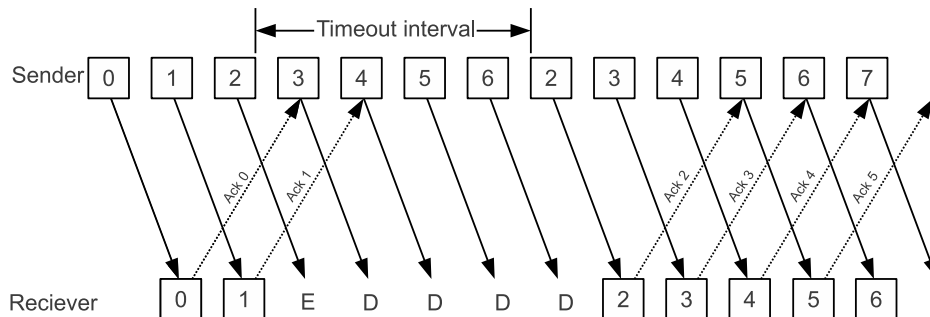 Timeout interval
Sender 0 1 2 3 4 5 6 2 3 4 5 6 7
Ack 0 Ack 1 Ack 2 Ack 3 Ack 4 Ack 5
Reciever 0 1 E D D D D 2 3 4 5 6